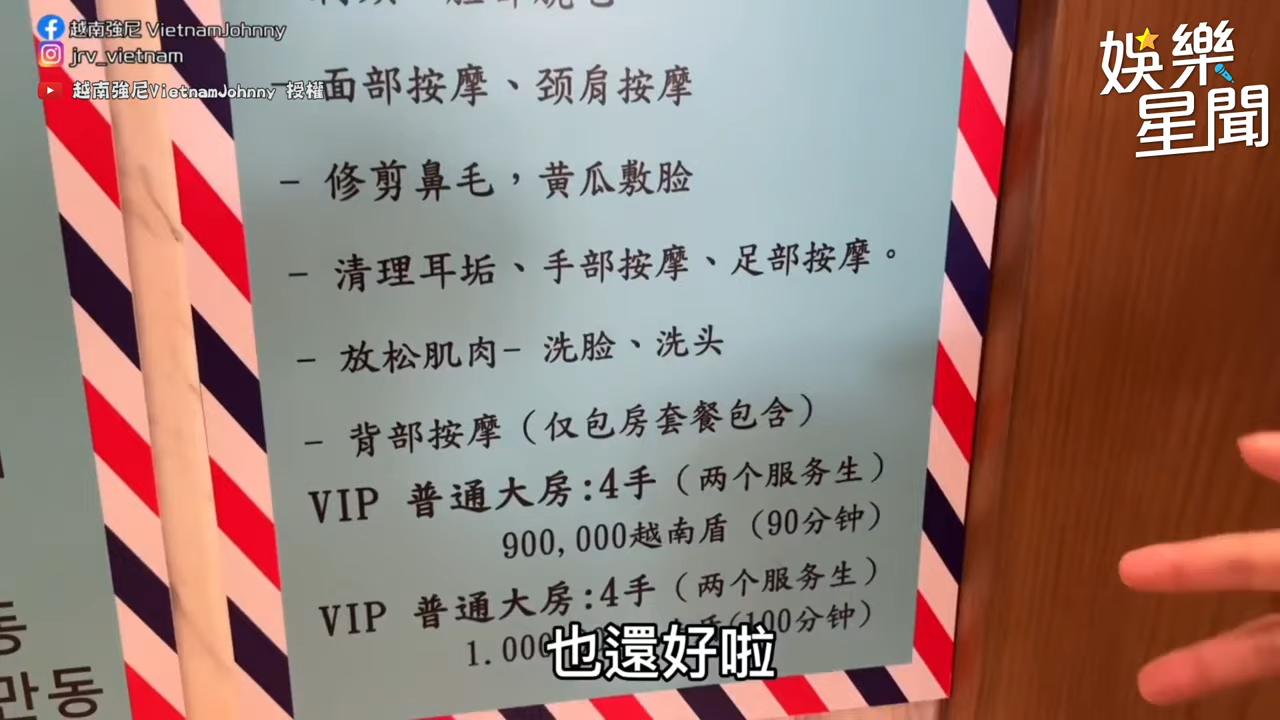 越南強尼 VietnamJohnny
jrv_vietnam
越南強尼VietnamJohnny 授權
娛樂
星聞
面部按摩、颈肩按摩
- 修剪鼻毛，黄瓜敷脸
- 清理耳垢、手部按摩、足部按摩。
- 放松肌肉- 洗脸、洗头
- 背部按摩（仅包房套餐包含）
VIP 普通大房:4手（两个服务生）
900,000越南盾（90分钟）
VIP 普通大房:4手（两个服务生）
1.000 盾(100分钟）
也還好啦
동
만동